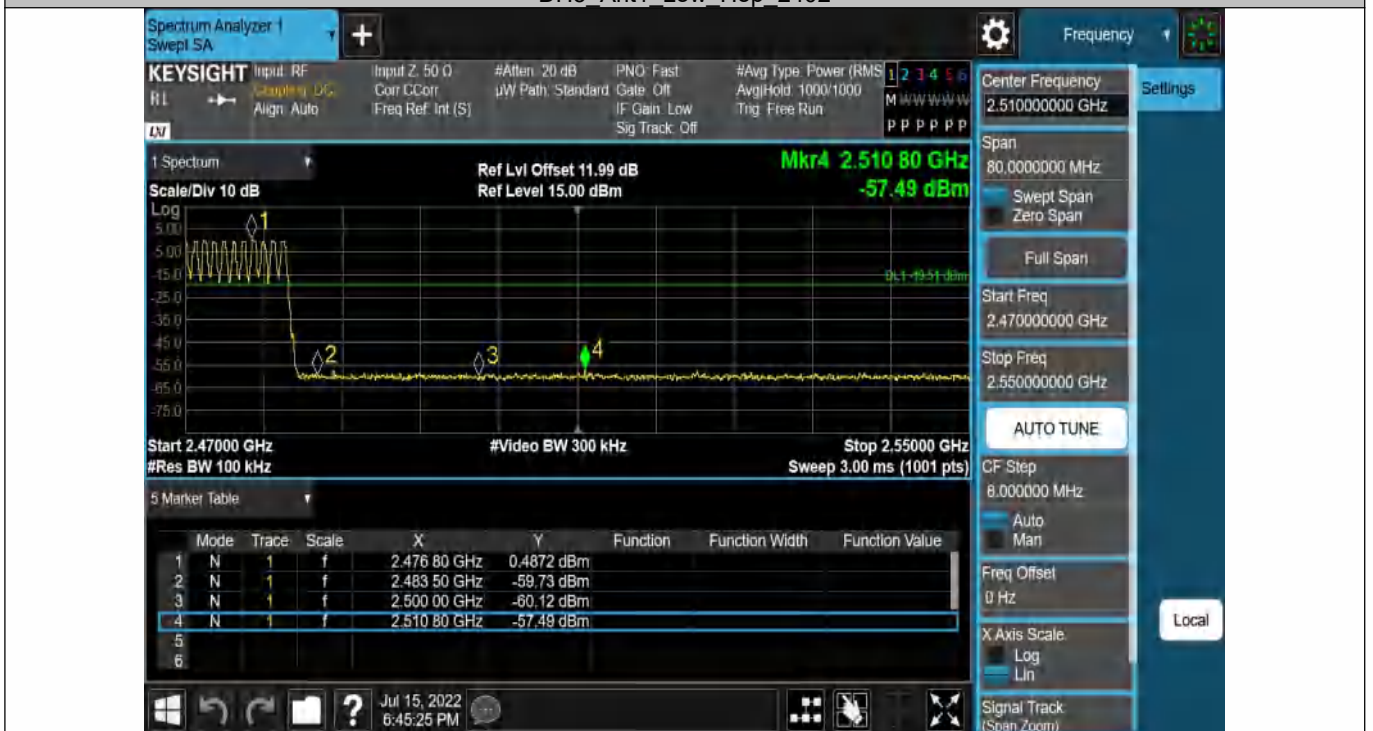 Spectrum Analyzer 1
Swept SA
+
Frequency
KEYSIGHT
RL
LXI
Input: RF
Coupling: DC
Align: Auto
Input Z: 50 Ω
Corr CCorr
Freq Ref: Int (S)
#Atten: 20 dB
µW Path: Standard
PNO: Fast
Gate: Off
IF Gain: Low
Sig Track: Off
#Avg Type: Power (RMS
Avg|Hold: 1000/1000
Trig: Free Run
1 2 3 4 5 6
M W W W W W
P P P P P P
1 Spectrum
Scale/Div 10 dB
Ref Lvl Offset 11.99 dB
Ref Level 15.00 dBm
Mkr4 2.510 80 GHz
-57.49 dBm
Log
5.00
-5.00
-15.0
-25.0
-35.0
-45.0
-55.0
-65.0
-75.0
1
2
3
4
DL1 -19.51 dBm
Start 2.47000 GHz
#Res BW 100 kHz
#Video BW 300 kHz
Stop 2.55000 GHz
Sweep 3.00 ms (1001 pts)
5 Marker Table
Mode Trace Scale X Y Function Function Width Function Value
1 N 1 f 2.476 80 GHz 0.4872 dBm
2 N 1 f 2.483 50 GHz -59.73 dBm
3 N 1 f 2.500 00 GHz -60.12 dBm
4 N 1 f 2.510 80 GHz -57.49 dBm
5
6
?
Jul 15, 2022
6:45:25 PM
Center Frequency
2.510000000 GHz
Settings
Span
80.0000000 MHz
Swept Span
Zero Span
Full Span
Start Freq
2.470000000 GHz
Stop Freq
2.550000000 GHz
AUTO TUNE
CF Step
8.000000 MHz
Auto
Man
Freq Offset
0 Hz
X Axis Scale
Log
Lin
Local
Signal Track
(Span Zoom)